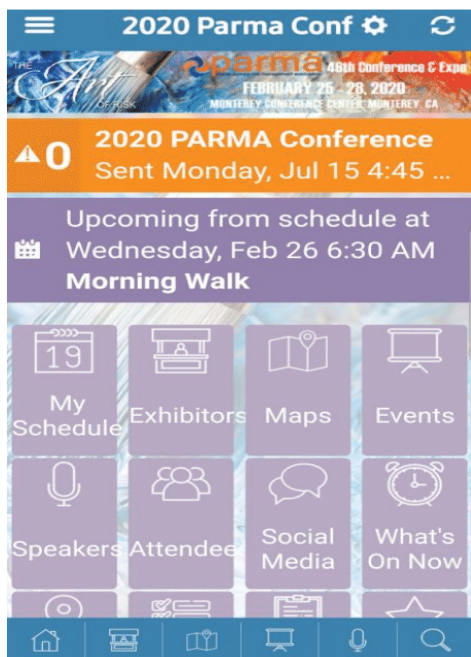 2020 Parma Conf
THE
Art
OF RISK
parma 46th Conference & Expo
FEBRUARY 25 - 28, 2020
MONTEREY CONFERENCE CENTER, MONTEREY, CA
0
2020 PARMA Conference
Sent Monday, Jul 15 4:45 ...
Upcoming from schedule at
Wednesday, Feb 26 6:30 AM
Morning Walk
19
My
Schedule
Exhibitors
Maps
Events
Speakers
Attendee
Social
Media
What's
On Now